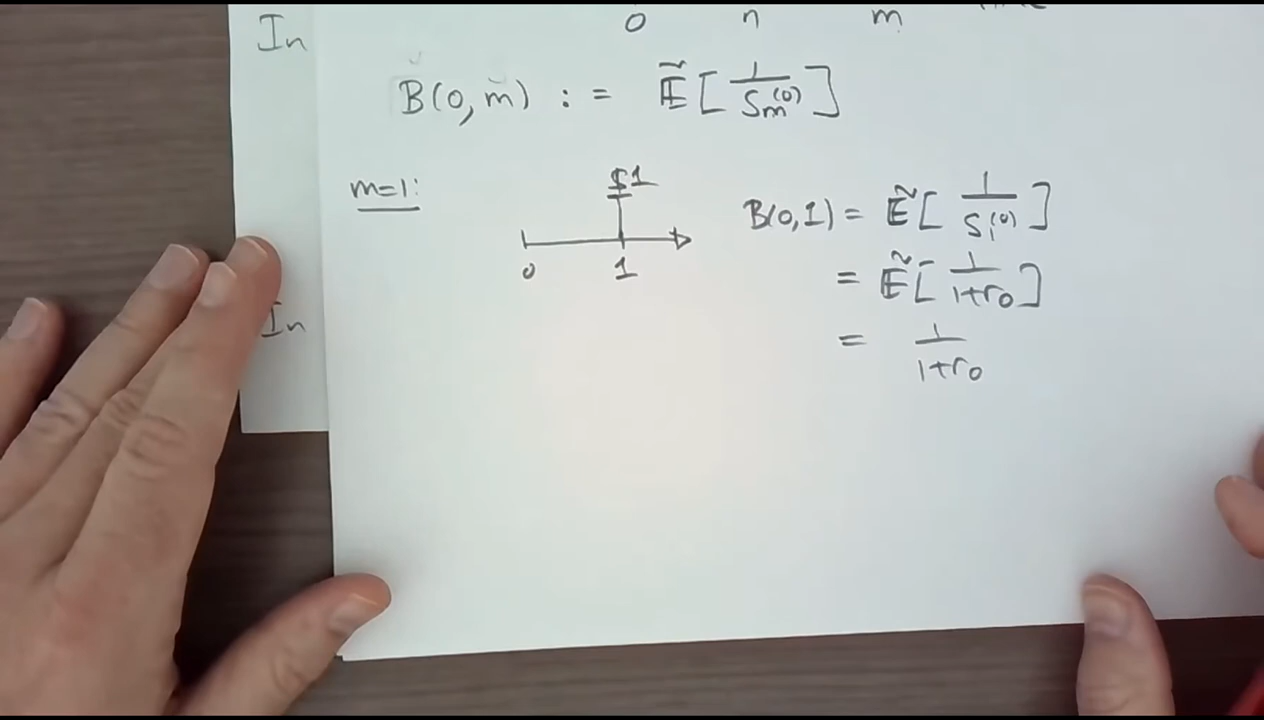 In
0 n m
B(0,m) := Ẽ[1/S_m^(0)]
m=1:
$1
0 1
B(0,1) = Ẽ[1/S_1^(0)]
= Ẽ[1/1+r_0]
= 1/1+r_0
In